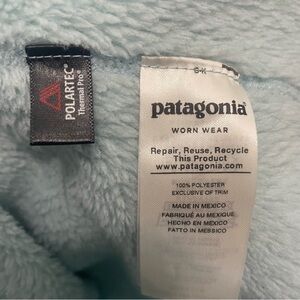 POLARTEC®
Thermal Pro®
patagonia®
WORN WEAR
Repair, Reuse, Recycle
This Product
www.patagonia.com
100% POLYESTER
EXCLUSIVE OF TRIM
MADE IN MEXICO
FABRIQUÉ AU MEXIQUE
HECHO EN MEXICO
FATTO IN MESSICO